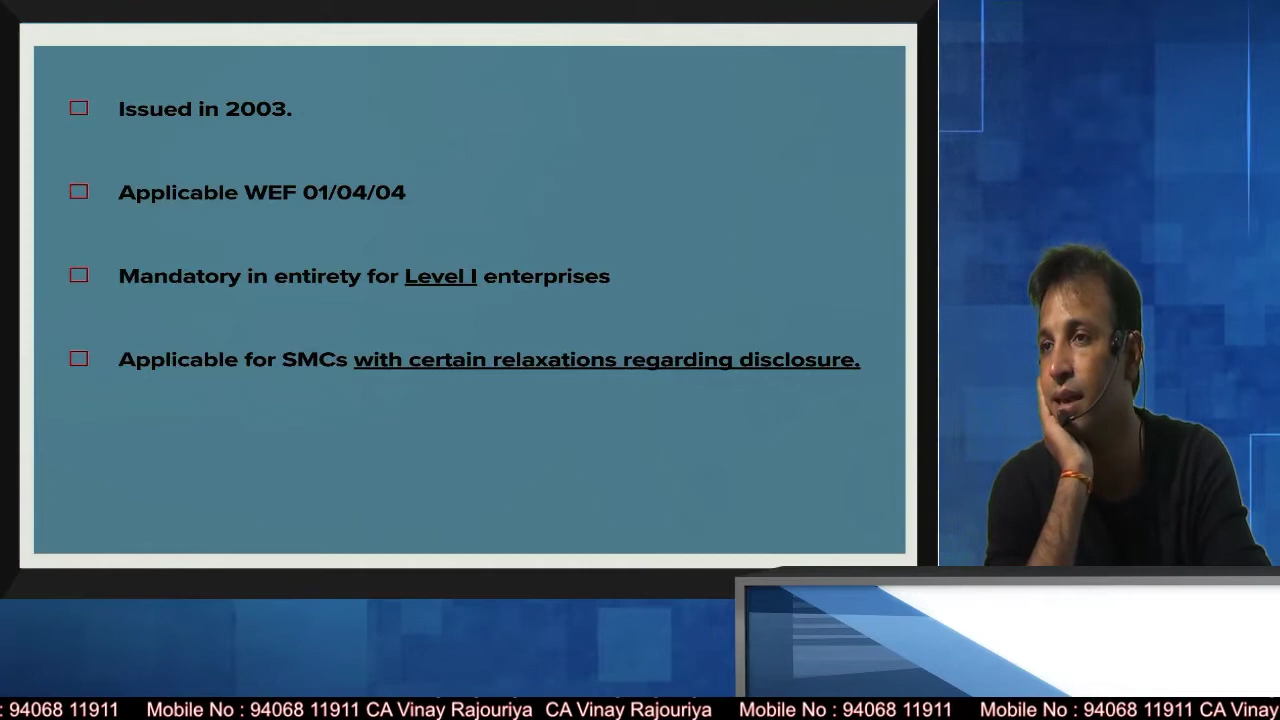 Issued in 2003.
Applicable WEF 01/04/04
Mandatory in entirety for Level I enterprises
Applicable for SMCs with certain relaxations regarding disclosure.
: 94068 11911 Mobile No : 94068 11911 CA Vinay Rajouriya CA Vinay Rajouriya Mobile No : 94068 11911 Mobile No : 94068 11911 CA Vinay